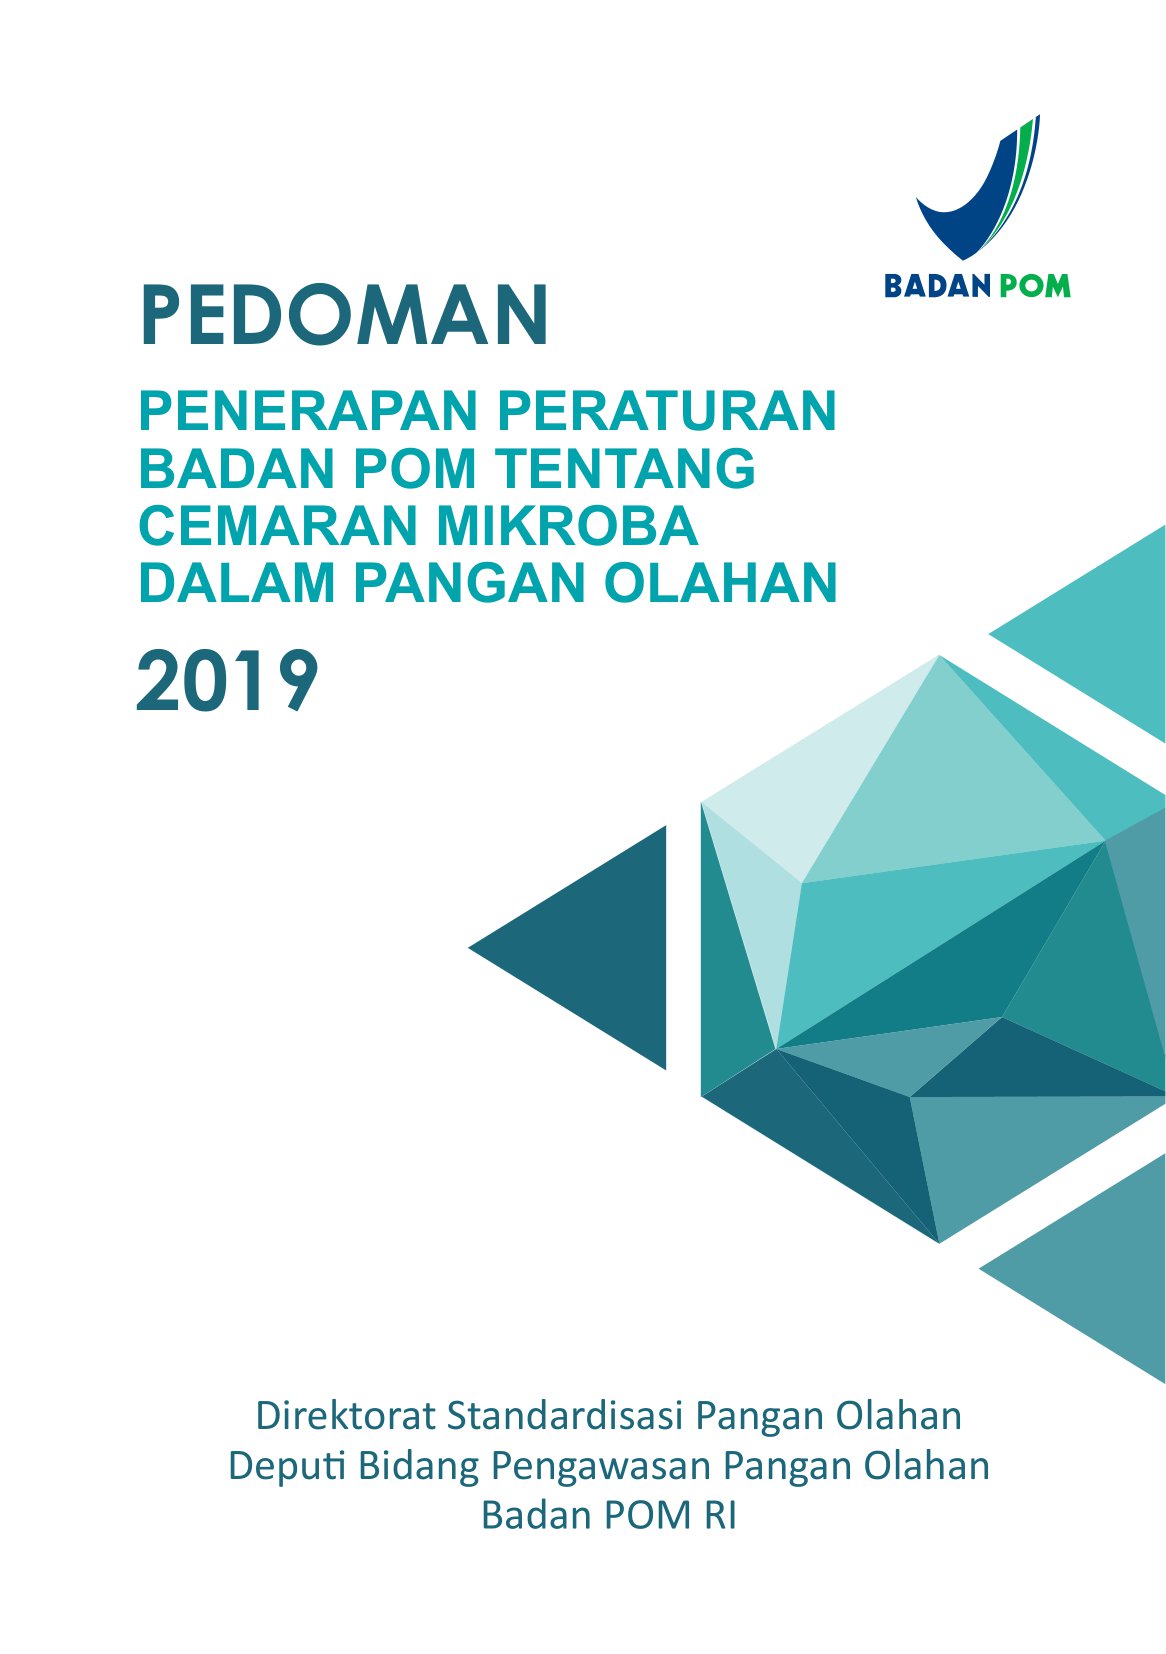 BADAN POM
PEDOMAN
PENERAPAN PERATURAN
BADAN POM TENTANG
CEMARAN MIKROBA
DALAM PANGAN OLAHAN
2019
Direktorat Standardisasi Pangan Olahan
Deputi Bidang Pengawasan Pangan Olahan
Badan POM RI